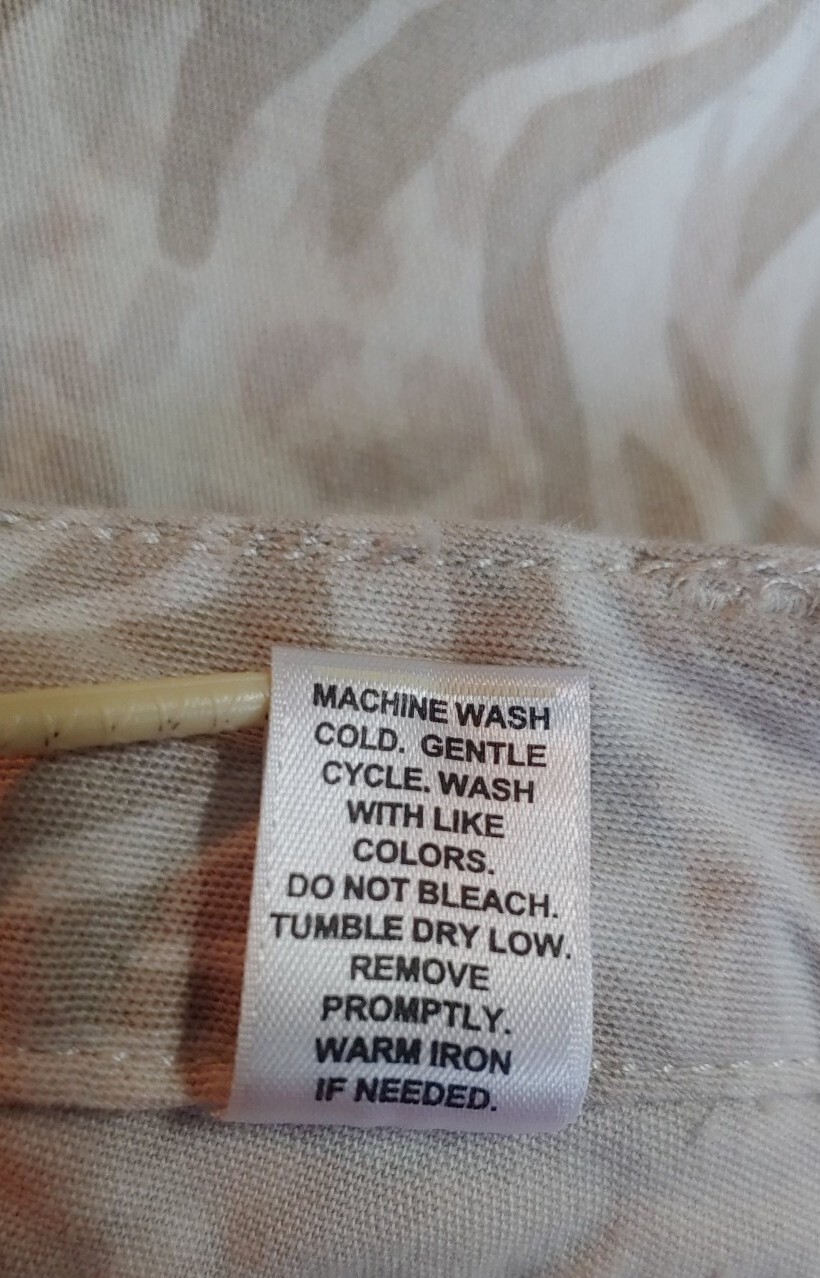 MACHINE WASH
COLD. GENTLE
CYCLE. WASH
WITH LIKE
COLORS.
DO NOT BLEACH.
TUMBLE DRY LOW.
REMOVE
PROMPTLY.
WARM IRON
IF NEEDED.